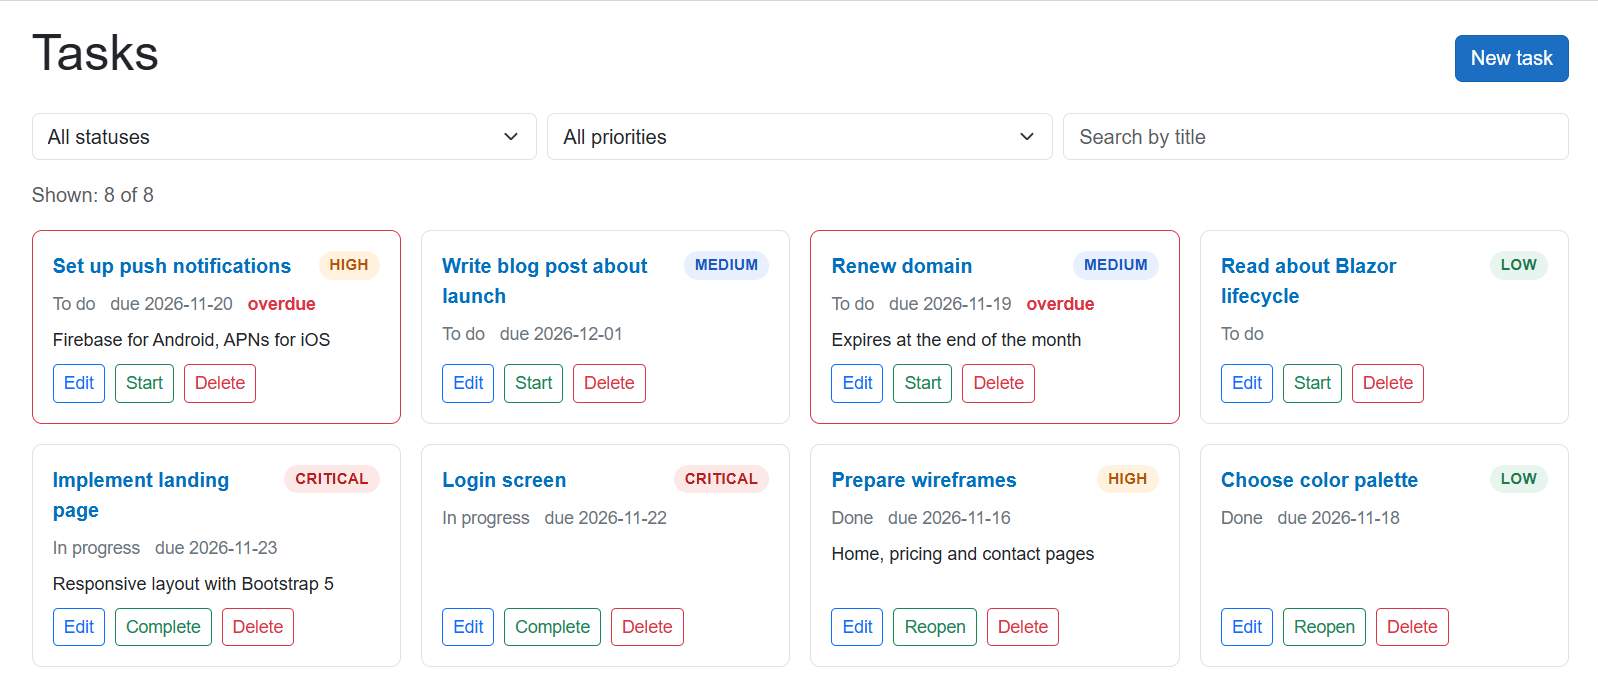 Tasks
New task
All statuses
All priorities
Search by title
Shown: 8 of 8
Set up push notifications
HIGH
To do due 2026-11-20 overdue
Firebase for Android, APNs for iOS
Edit Start Delete
Write blog post about
launch
MEDIUM
To do due 2026-12-01
Edit Start Delete
Renew domain
MEDIUM
To do due 2026-11-19 overdue
Expires at the end of the month
Edit Start Delete
Read about Blazor
lifecycle
LOW
To do
Edit Start Delete
Implement landing
page
CRITICAL
In progress due 2026-11-23
Responsive layout with Bootstrap 5
Edit Complete Delete
Login screen
CRITICAL
In progress due 2026-11-22
Edit Complete Delete
Prepare wireframes
HIGH
Done due 2026-11-16
Home, pricing and contact pages
Edit Reopen Delete
Choose color palette
LOW
Done due 2026-11-18
Edit Reopen Delete